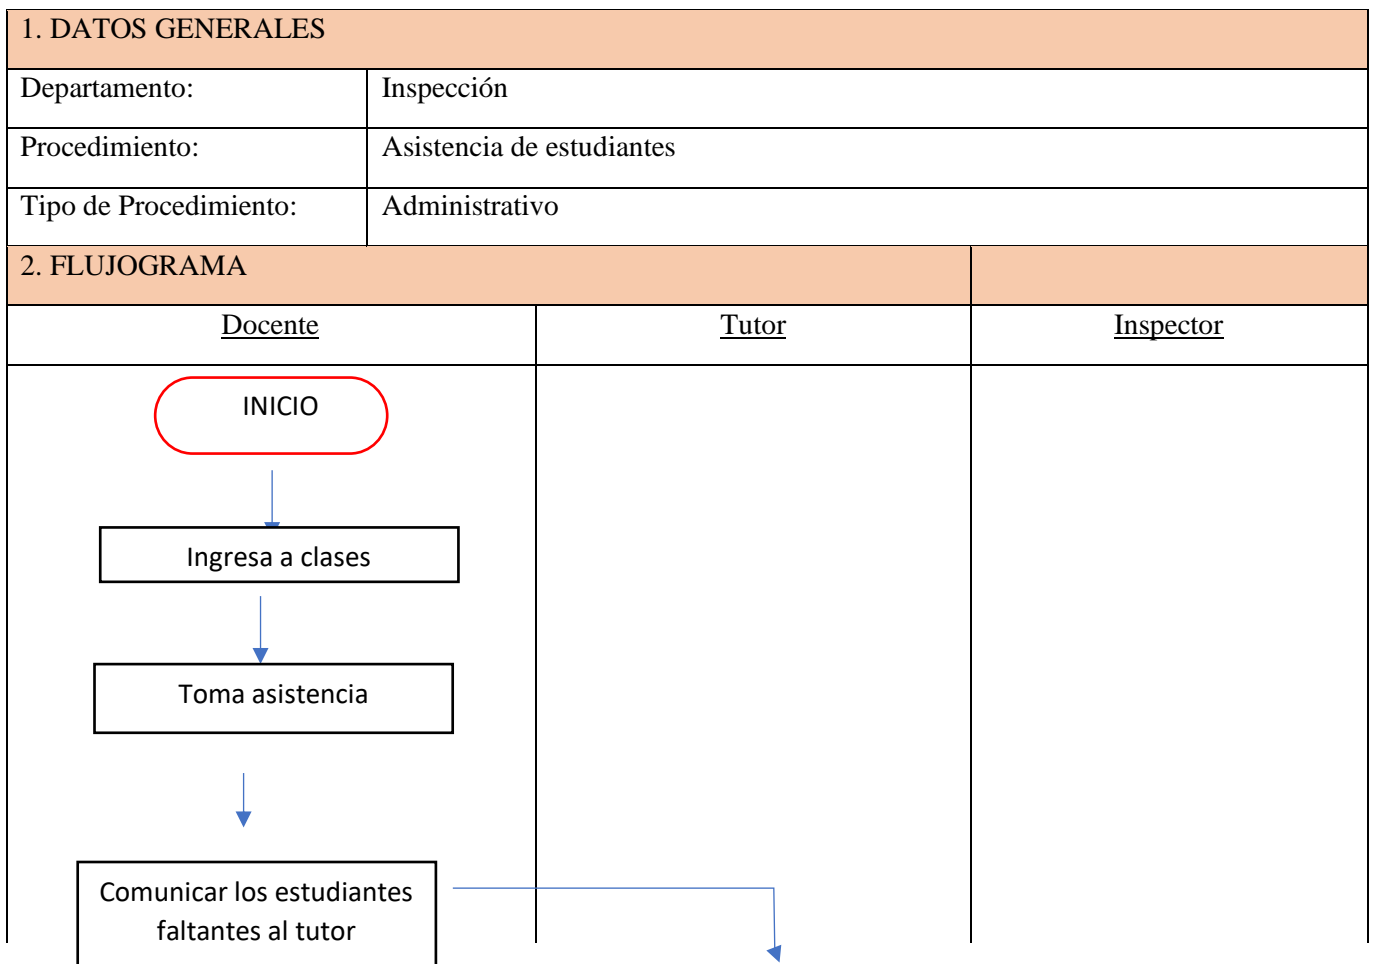 1. DATOS GENERALES
Departamento: Inspección
Procedimiento: Asistencia de estudiantes
Tipo de Procedimiento: Administrativo
2. FLUJOGRAMA
Docente Tutor Inspector
INICIO
Ingresa a clases
Toma asistencia
Comunicar los estudiantes
faltantes al tutor